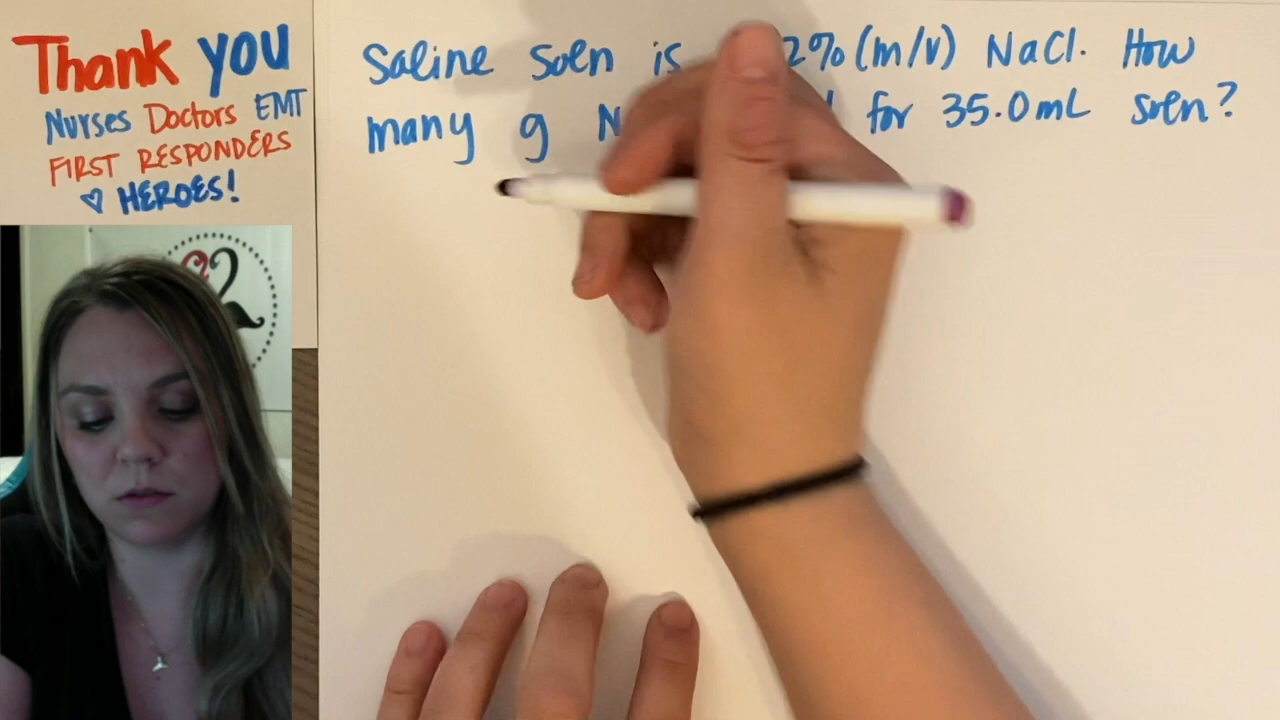 Thank you
Nurses Doctors EMT
FIRST RESPONDERS
♡ HEROES!
Saline soln is 2% (m/v) NaCl. How
many g N for 35.0 mL soln?